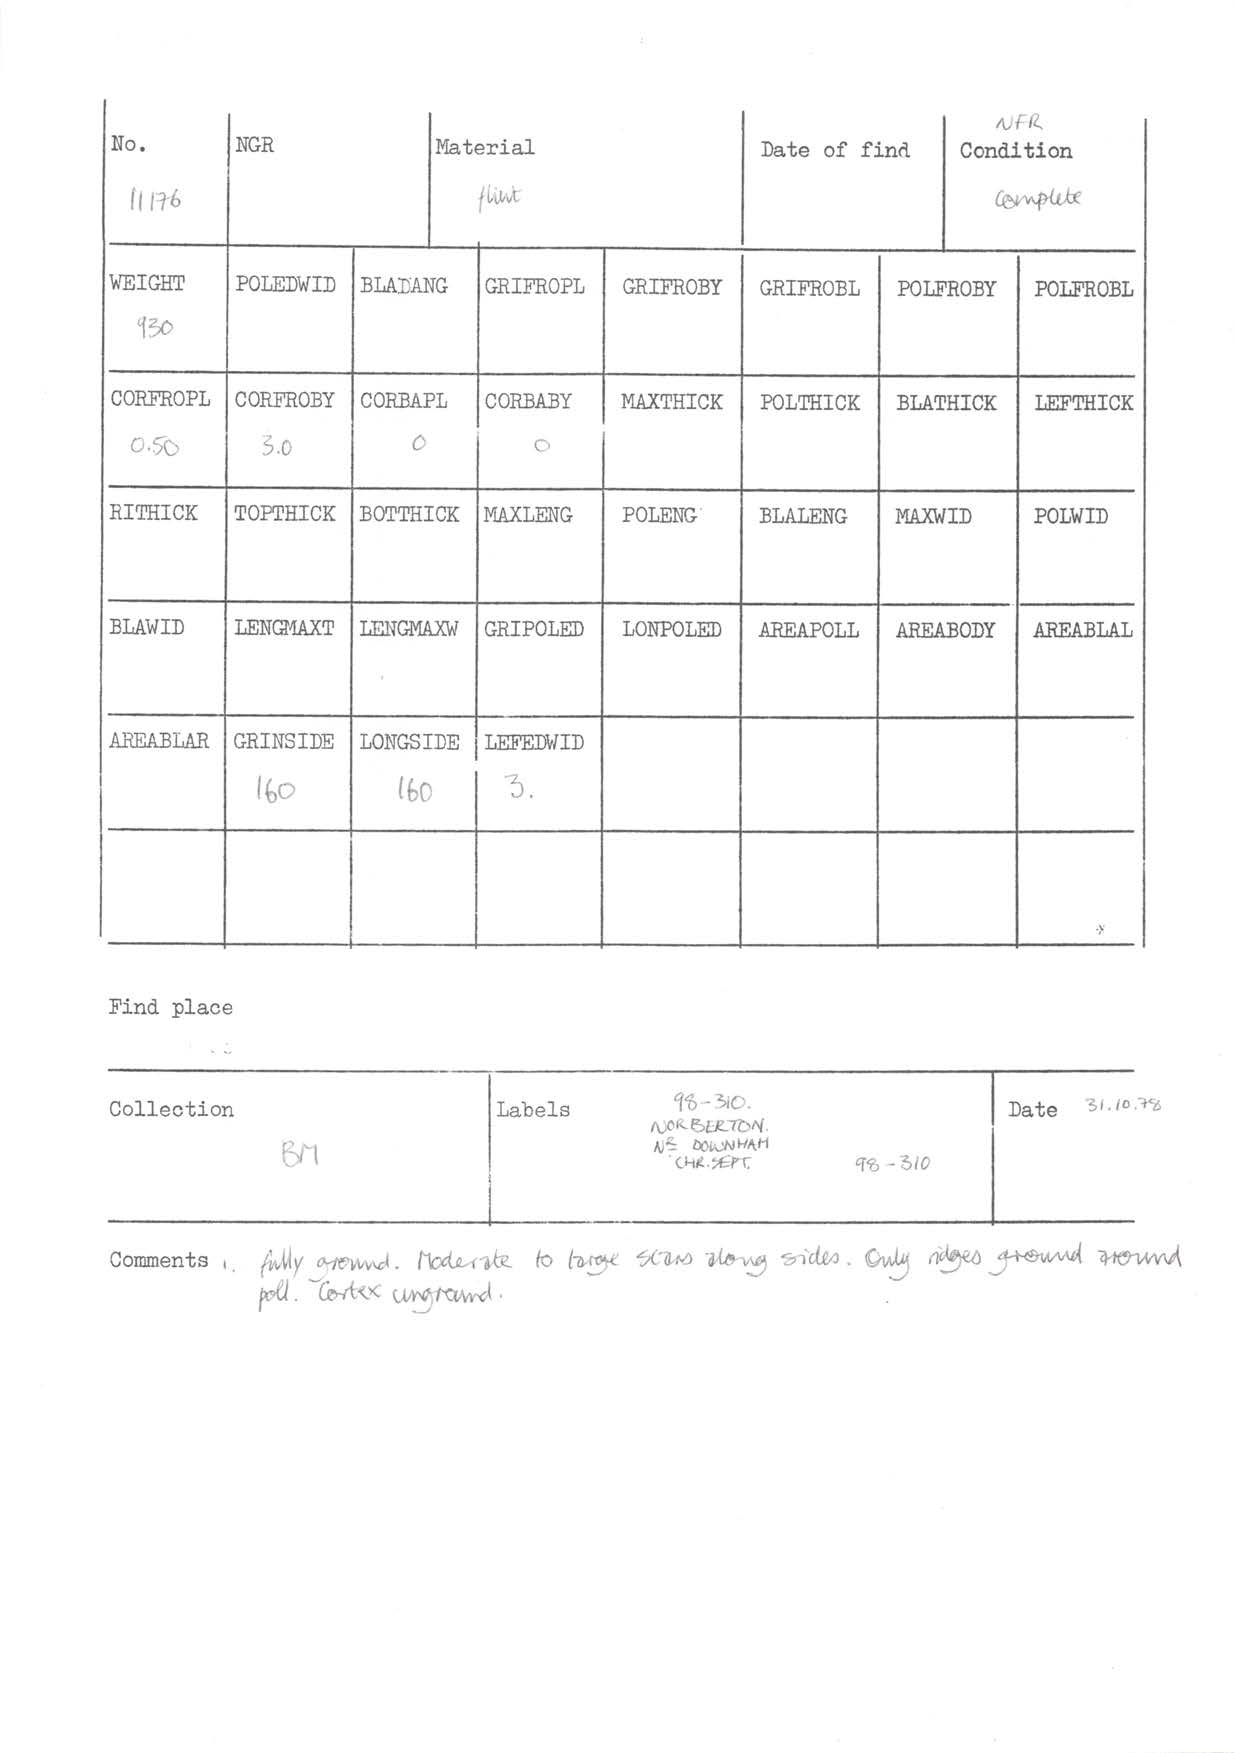 NFR
No. NGR Material Date of find Condition
11176 flint complete
WEIGHT POLEDWID BLADANG GRIFROPL GRIFROBY GRIFROBL POLFROBY POLFROBL
930
CORFROPL CORFROBY CORBAPL CORBABY MAXTHICK POLTHICK BLATHICK LEFTHICK
0.50 3.0 0 0
RITHICK TOPTHICK BOTTHICK MAXLENG POLENG BLALENG MAXWID POLWID
BLAWID LENGMAXT LENGMAXW GRIPOLED LONPOLED AREAPOLL AREABODY AREABLAL
AREABLAR GRINSIDE LONGSIDE LEFEDWID
160 160 3.
Find place
Collection Labels 98-310. Date 31.10.78
NORBERTON.
BM NR DOWNHAM
CHR. SEPT. 98-310
Comments 1. fully ground. Moderate to large scars along sides. Only ridges ground around
poll. Cortex unground.